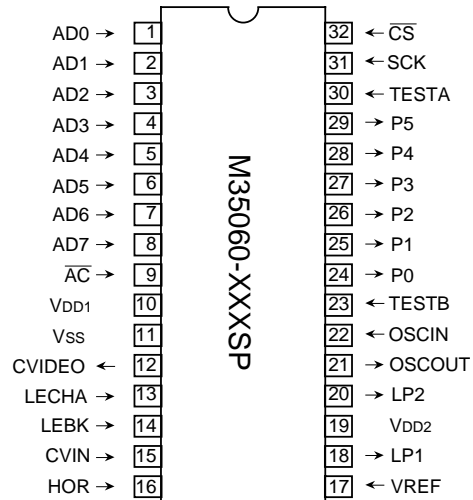 AD0 → 1 32 ← C̅S̅
AD1 → 2 31 ← SCK
AD2 → 3 30 ← TESTA
AD3 → 4 29 → P5
AD4 → 5 28 → P4
AD5 → 6 27 → P3
AD6 → 7 26 → P2
AD7 → 8 25 → P1
A̅C̅ → 9 24 → P0
VDD1 10 23 ← TESTB
VSS 11 22 ← OSCIN
CVIDEO ← 12 21 → OSCOUT
LECHA → 13 20 → LP2
LEBK → 14 19 VDD2
CVIN → 15 18 → LP1
HOR → 16 17 ← VREF
M35060-XXXSP